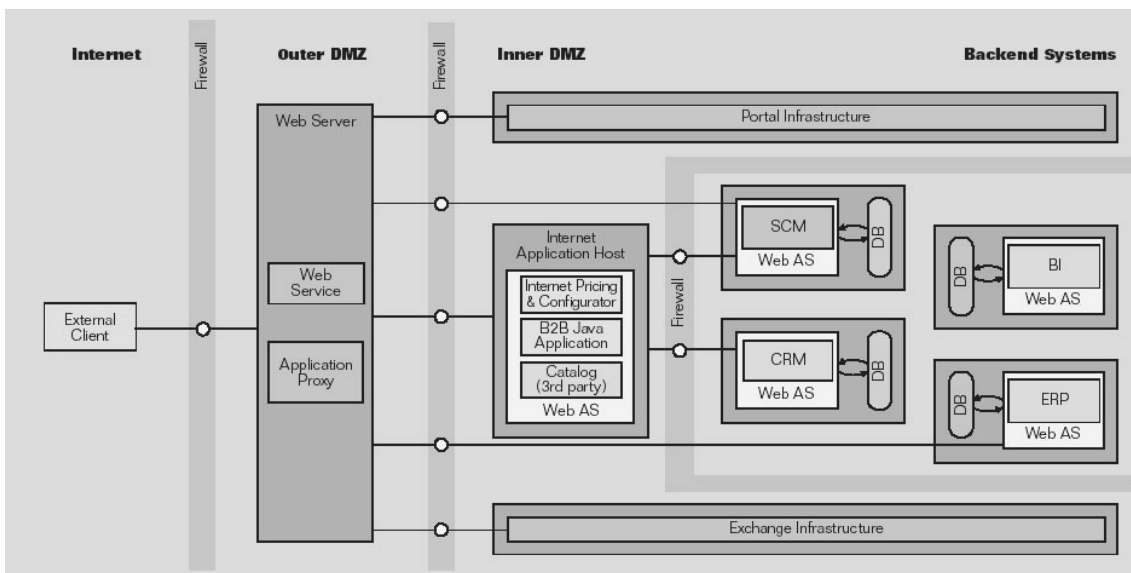 Internet
Firewall
Outer DMZ
Firewall
Inner DMZ
Backend Systems
Web Server
Portal Infrastructure
Internet
Application Host
Internet Pricing
& Configurator
B2B Java
Application
Catalog
(3rd party)
Web AS
Web
Service
Application
Proxy
External
Client
Firewall
SCM
Web AS
DB
CRM
Web AS
DB
DB
BI
Web AS
DB
ERP
Web AS
Exchange Infrastructure